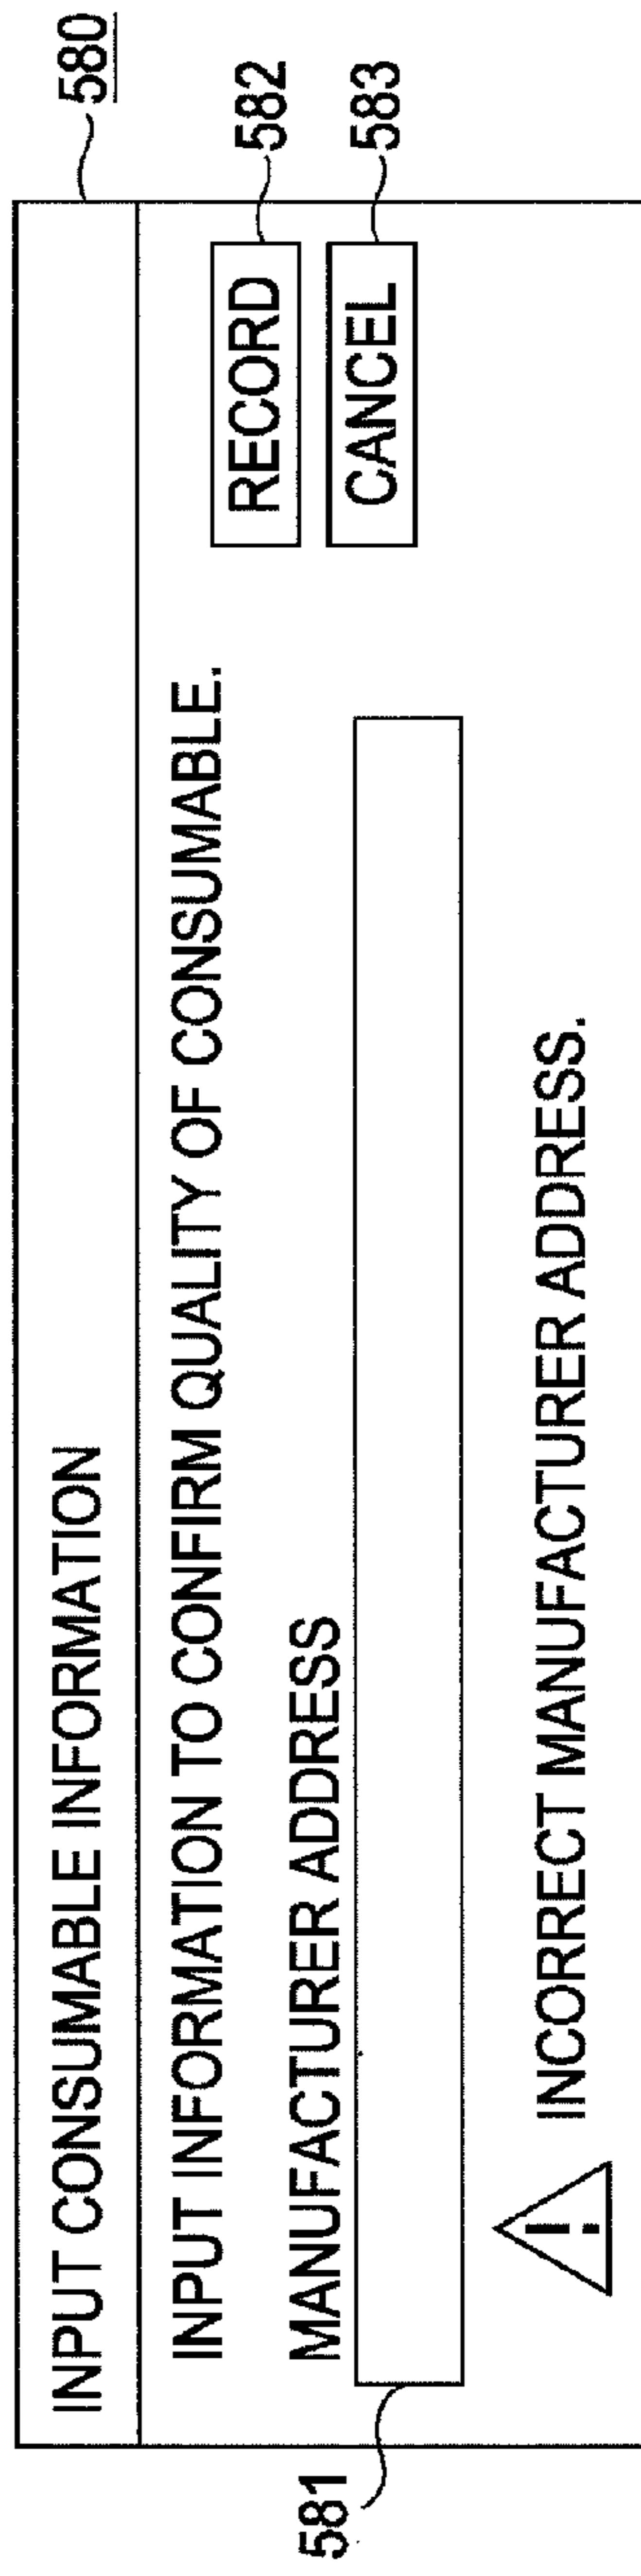 580
INPUT CONSUMABLE INFORMATION
INPUT INFORMATION TO CONFIRM QUALITY OF CONSUMABLE.
RECORD
582
MANUFACTURER ADDRESS
CANCEL
583
581
! INCORRECT MANUFACTURER ADDRESS.